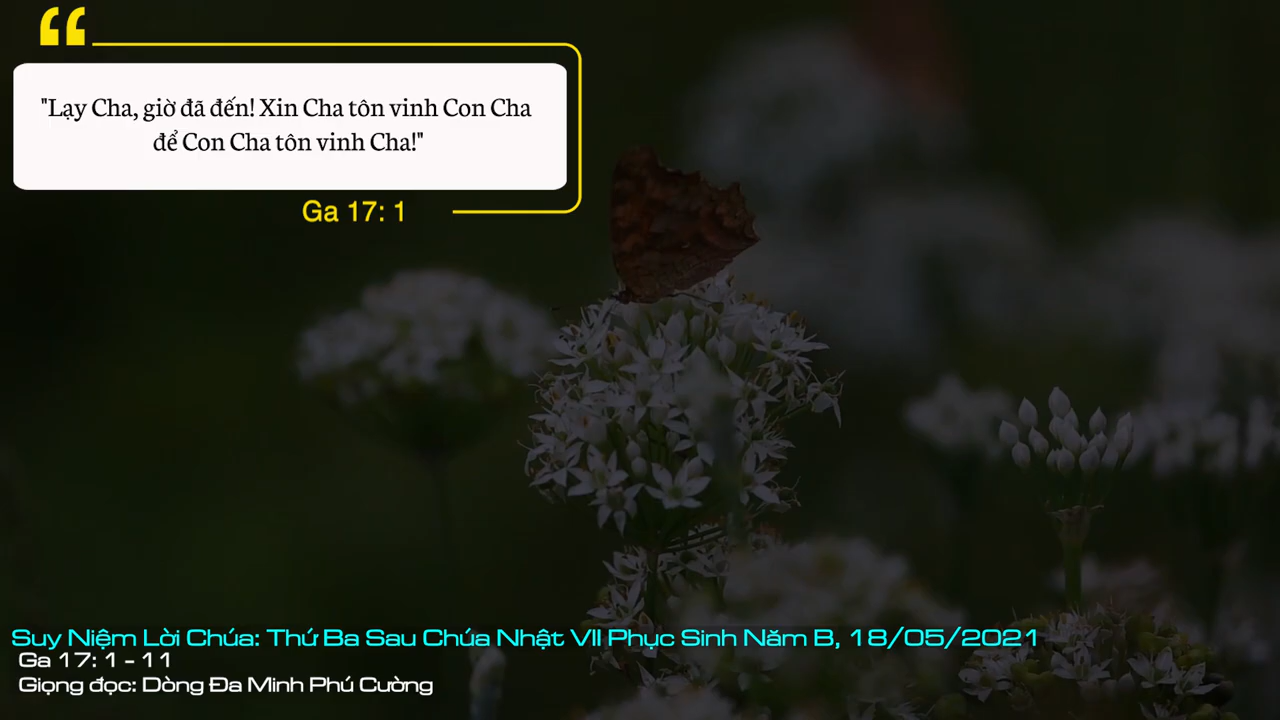 "Lạy Cha, giờ đã đến! Xin Cha tôn vinh Con Cha
để Con Cha tôn vinh Cha!"
Ga 17: 1
Suy Niệm Lời Chúa: Thứ Ba Sau Chúa Nhật VII Phục Sinh Năm B, 18/05/2021
Ga 17: 1 - 11
Giọng đọc: Dòng Đa Minh Phú Cường